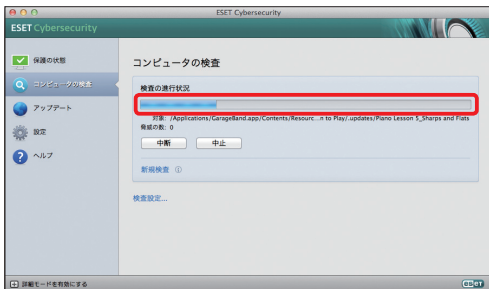 ESET Cybersecurity
ESET Cybersecurity
保護の状態
コンピュータの検査
コンピュータの検査
検査の進行状況
アップデート
対象: /Applications/GarageBand.app/Contents/Resourc…n to Play/.updates/Piano Lesson 5_Sharps and Flats
脅威の数: 0
設定
中断
中止
ヘルプ
新規検査
検査設定...
詳細モードを有効にする
eset